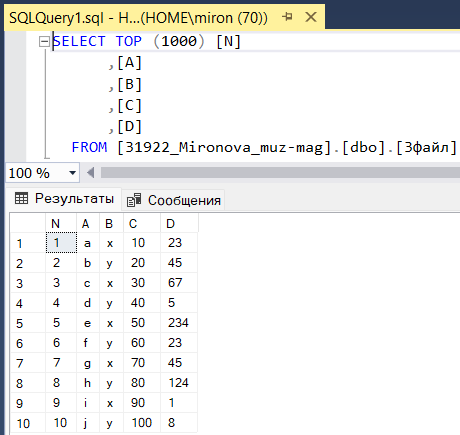 SQLQuery1.sql - H...(HOME\miron (70))
SELECT TOP (1000) [N]
,[A]
,[B]
,[C]
,[D]
FROM [31922_Mironova_muz-mag].[dbo].[3файл]
100 %
Результаты Сообщения
N A B C D
1 1 a x 10 23
2 2 b y 20 45
3 3 c x 30 67
4 4 d y 40 5
5 5 e x 50 234
6 6 f y 60 23
7 7 g x 70 45
8 8 h y 80 124
9 9 i x 90 1
10 10 j y 100 8